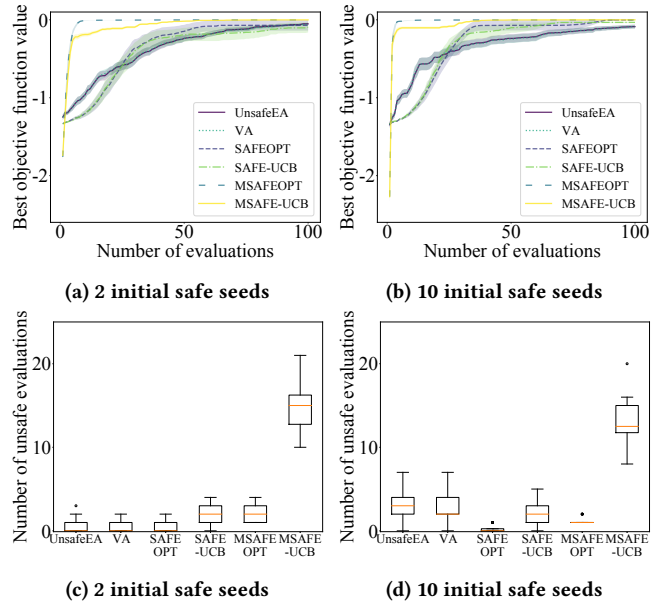 Best objective function value
0
-1
-2
UnsafeEA
VA
SAFEOPT
SAFE-UCB
MSAFEOPT
MSAFE-UCB
0 50 100
Number of evaluations
(a) 2 initial safe seeds
Best objective function value
0
-1
-2
UnsafeEA
VA
SAFEOPT
SAFE-UCB
MSAFEOPT
MSAFE-UCB
0 50 100
Number of evaluations
(b) 10 initial safe seeds
Number of unsafe evaluations
20
10
0
UnsafeEA VA SAFE SAFE MSAFE MSAFE
OPT -UCB OPT -UCB
(c) 2 initial safe seeds
Number of unsafe evaluations
20
10
0
UnsafeEA VA SAFE SAFE MSAFE MSAFE
OPT -UCB OPT -UCB
(d) 10 initial safe seeds